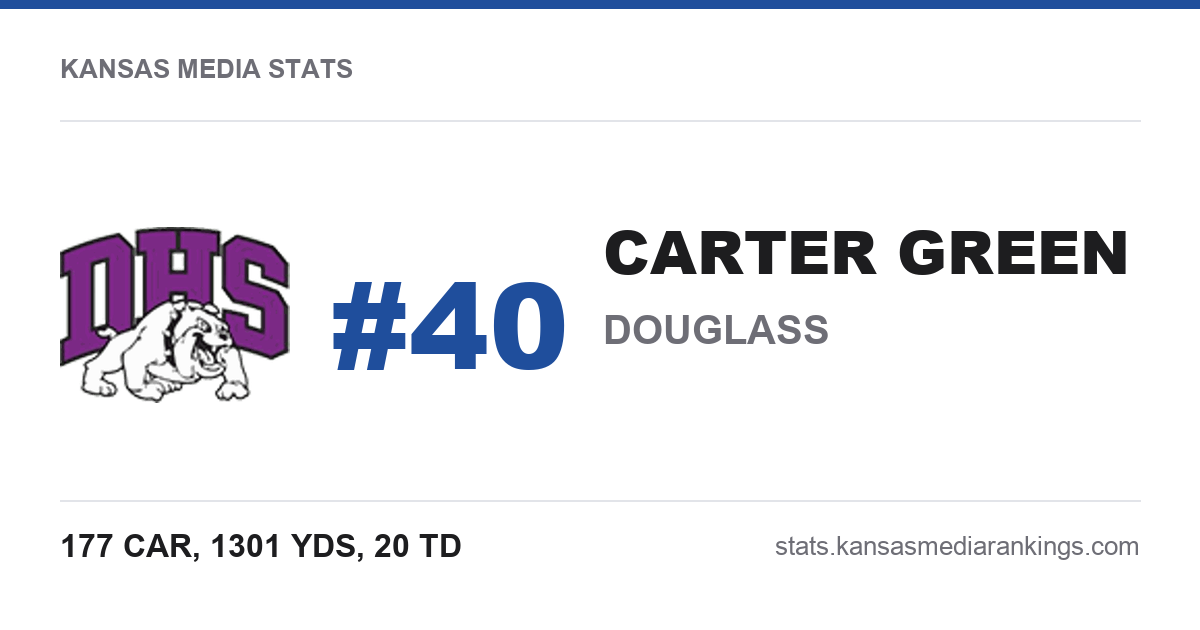 KANSAS MEDIA STATS
DHS
#40
CARTER GREEN
DOUGLASS
177 CAR, 1301 YDS, 20 TD
stats.kansasmediarankings.com